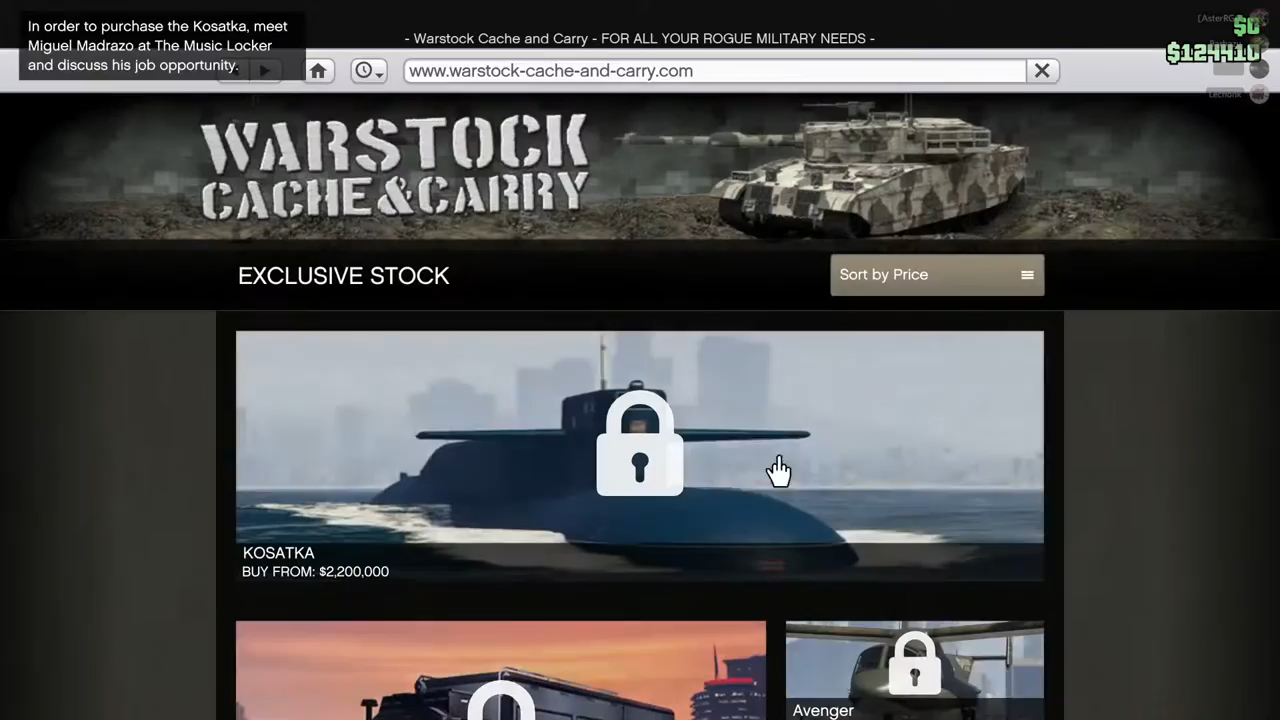 In order to purchase the Kosatka, meet
Miguel Madrazo at The Music Locker
and discuss his job opportunity.
- Warstock Cache and Carry - FOR ALL YOUR ROGUE MILITARY NEEDS -
[AsterRG
$0
$124410
www.warstock-cache-and-carry.com
Lechonk
WARSTOCK
CACHE&CARRY
EXCLUSIVE STOCK
Sort by Price
KOSATKA
BUY FROM: $2,200,000
Avenger